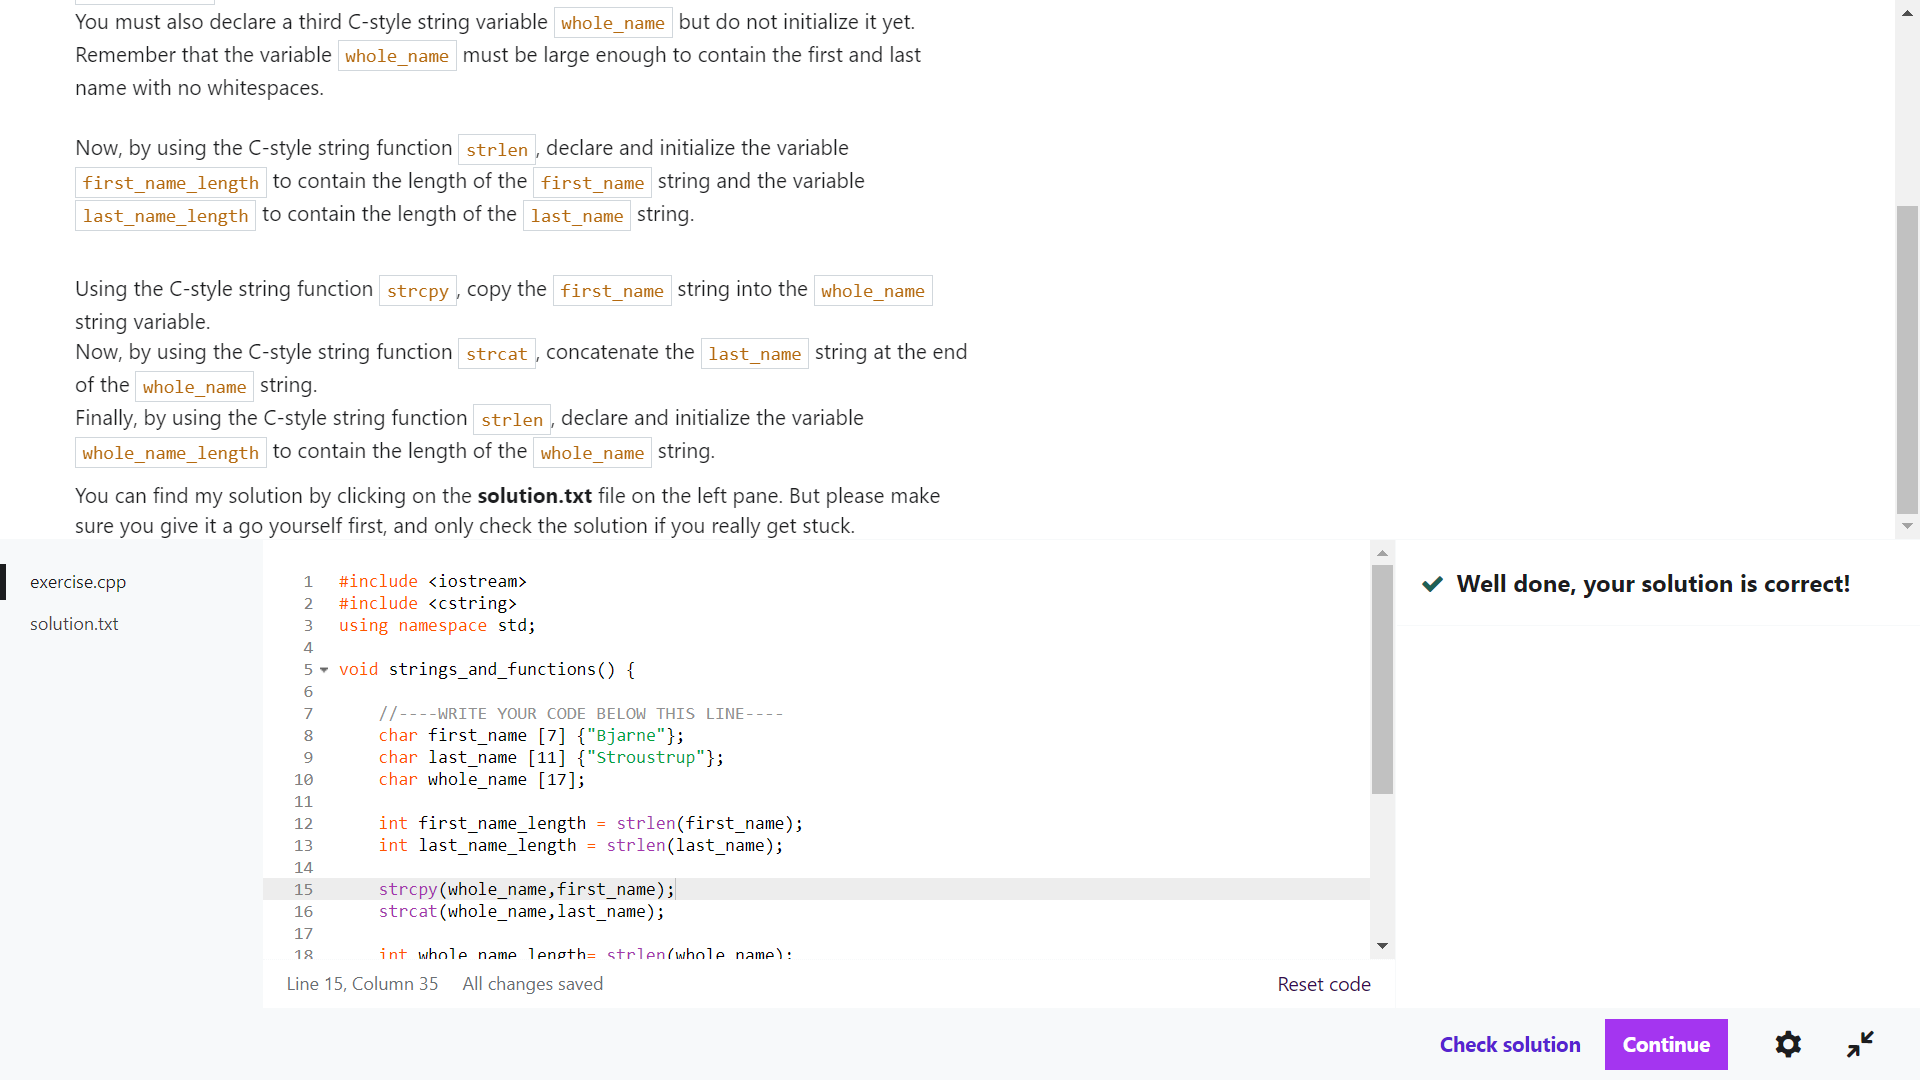 You must also declare a third C-style string variable whole_name but do not initialize it yet.
Remember that the variable whole_name must be large enough to contain the first and last
name with no whitespaces.
Now, by using the C-style string function strlen, declare and initialize the variable
first_name_length to contain the length of the first_name string and the variable
last_name_length to contain the length of the last_name string.
Using the C-style string function strcpy, copy the first_name string into the whole_name
string variable.
Now, by using the C-style string function strcat, concatenate the last_name string at the end
of the whole_name string.
Finally, by using the C-style string function strlen, declare and initialize the variable
whole_name_length to contain the length of the whole_name string.
You can find my solution by clicking on the solution.txt file on the left pane. But please make
sure you give it a go yourself first, and only check the solution if you really get stuck.
exercise.cpp
solution.txt
1 #include <iostream>
2 #include <cstring>
3 using namespace std;
4
5 void strings_and_functions() {
6
7 //----WRITE YOUR CODE BELOW THIS LINE----
8 char first_name [7] {"Bjarne"};
9 char last_name [11] {"Stroustrup"};
10 char whole_name [17];
11
12 int first_name_length = strlen(first_name);
13 int last_name_length = strlen(last_name);
14
15 strcpy(whole_name,first_name);
16 strcat(whole_name,last_name);
17
18 int whole_name_length= strlen(whole_name);
Line 15, Column 35 All changes saved
Reset code
Well done, your solution is correct!
Check solution
Continue